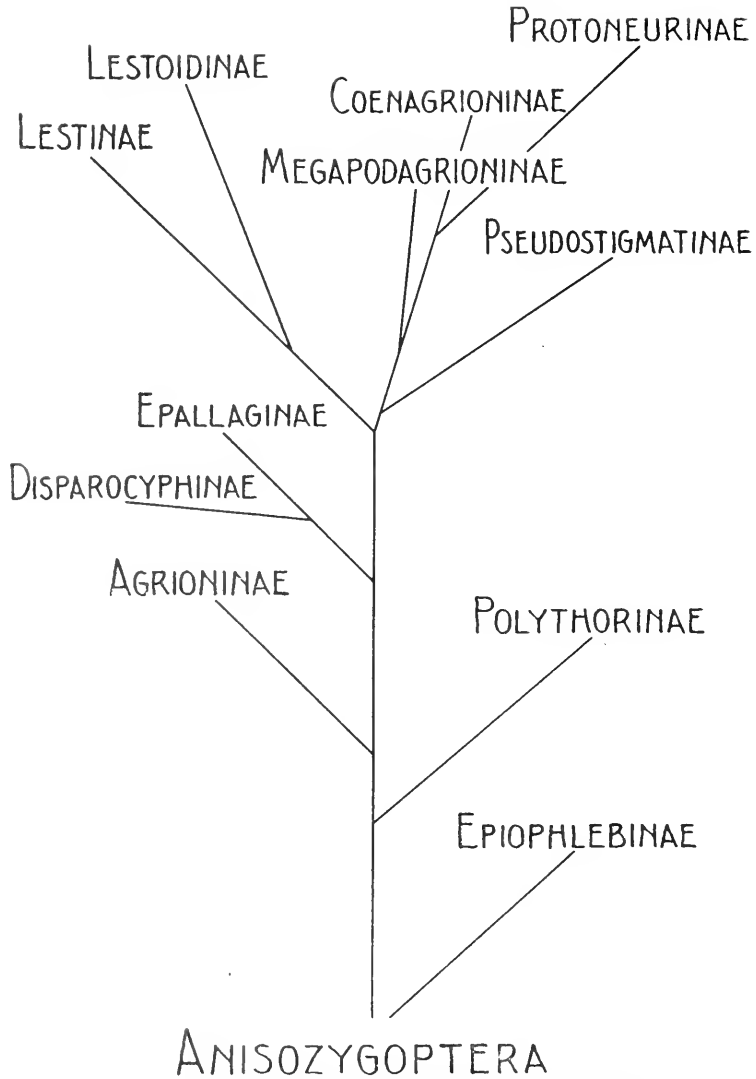 PROTONEURINAE
LESTOIDINAE
COENAGRIONINAE
LESTINAE
MEGAPODAGRIONINAE
PSEUDOSTIGMATINAE
EPALLAGINAE
DISPAROCYPHINAE
AGRIONINAE
POLYTHORINAE
EPIOPHLEBINAE
ANISOZYGOPTERA